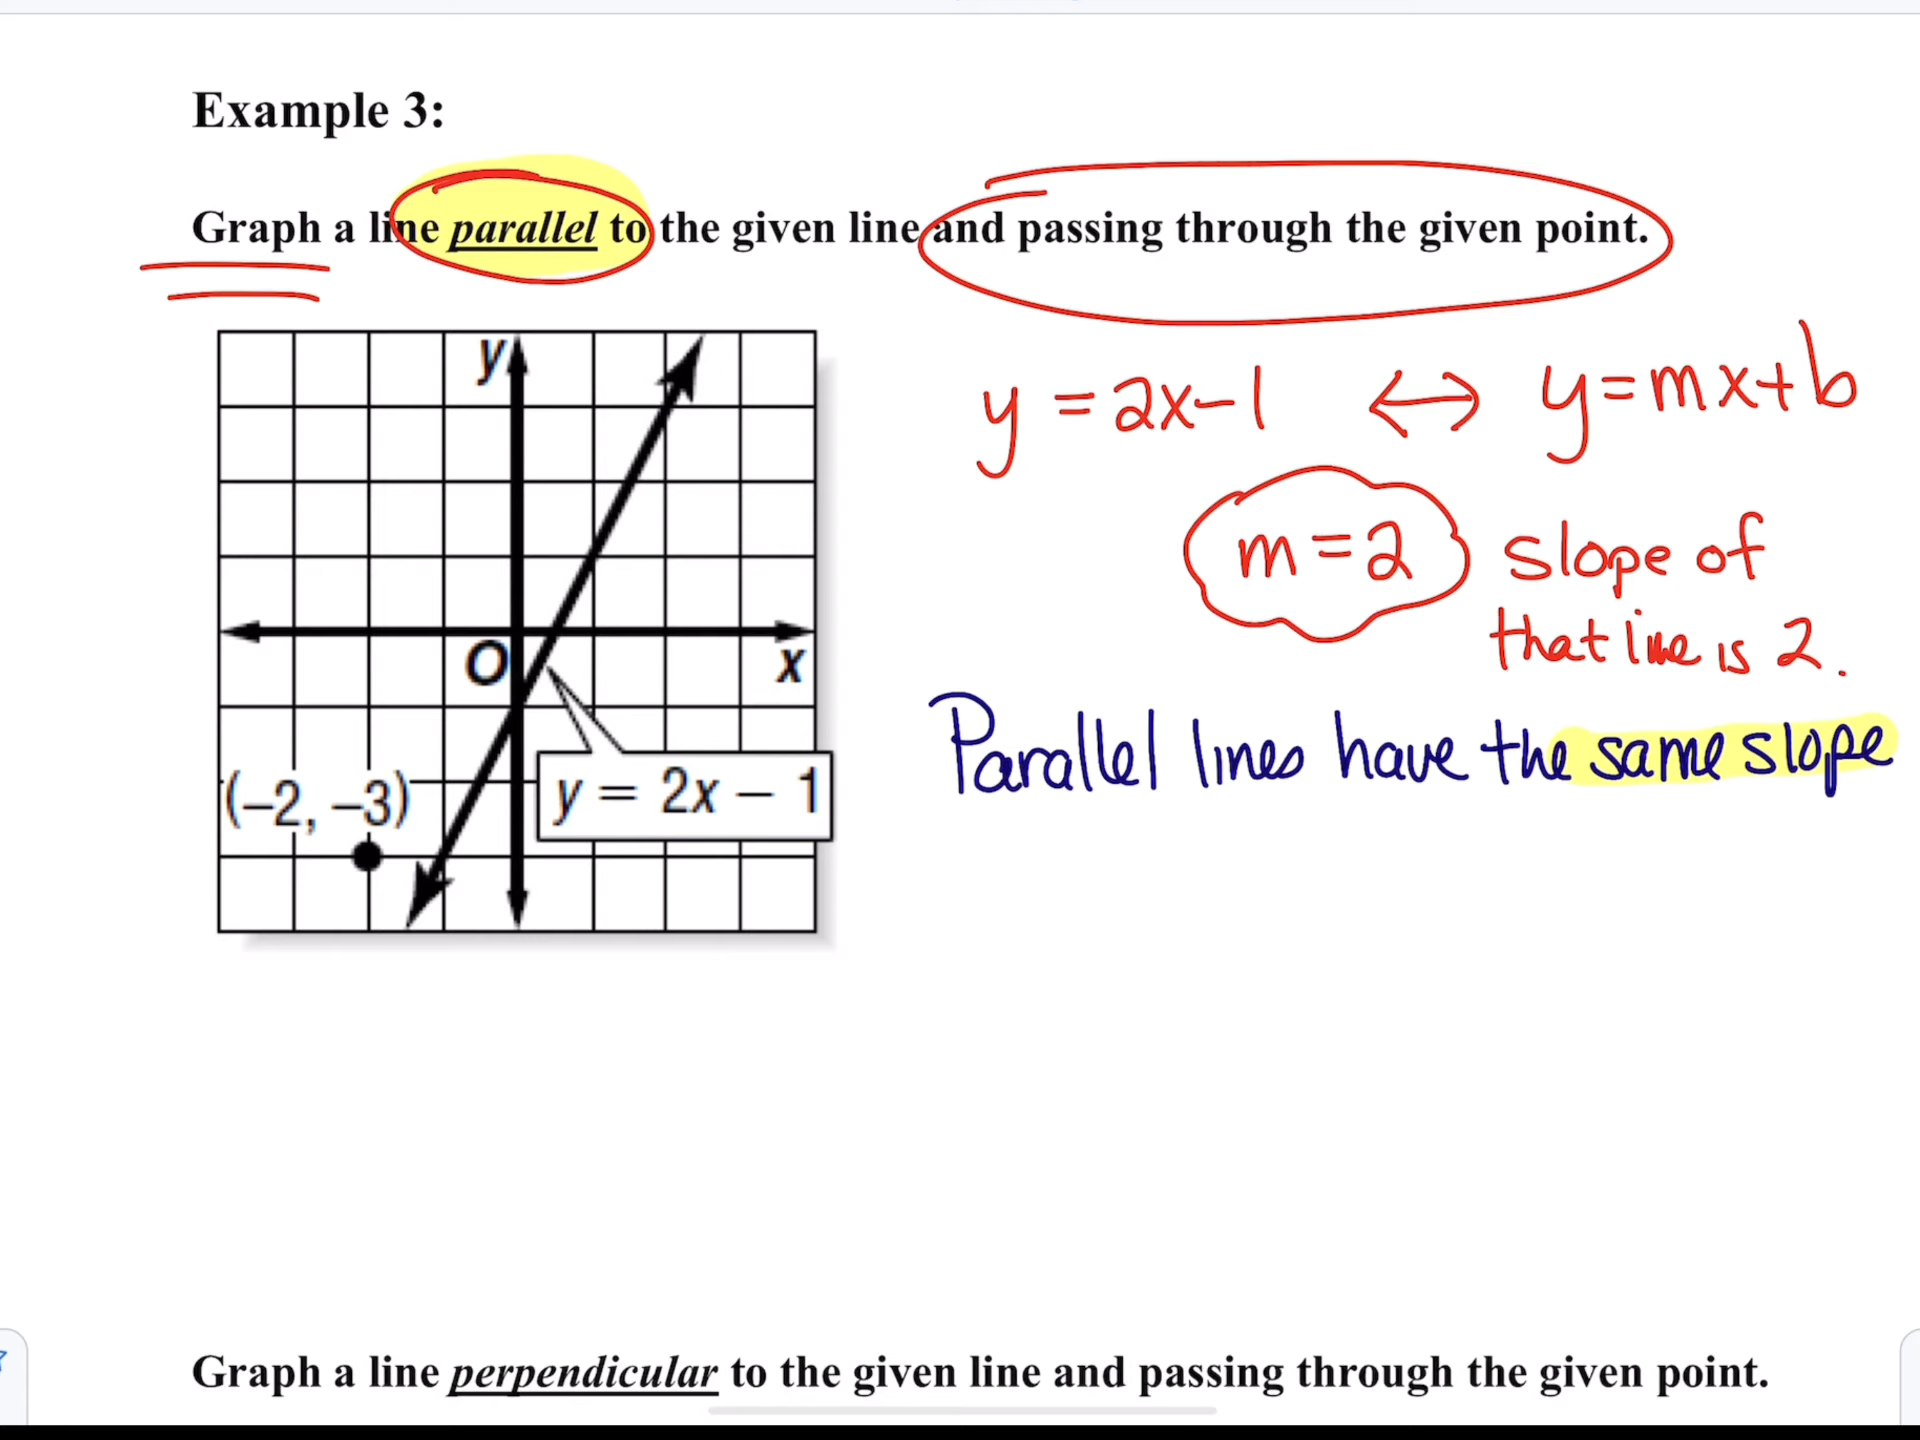 Example 3:
Graph a line parallel to the given line and passing through the given point.
y
y = 2x-1 ↔ y=mx+b
m=2 slope of
that line is 2.
O
x
Parallel lines have the same slope
(–2, –3)
y = 2x – 1
Graph a line perpendicular to the given line and passing through the given point.